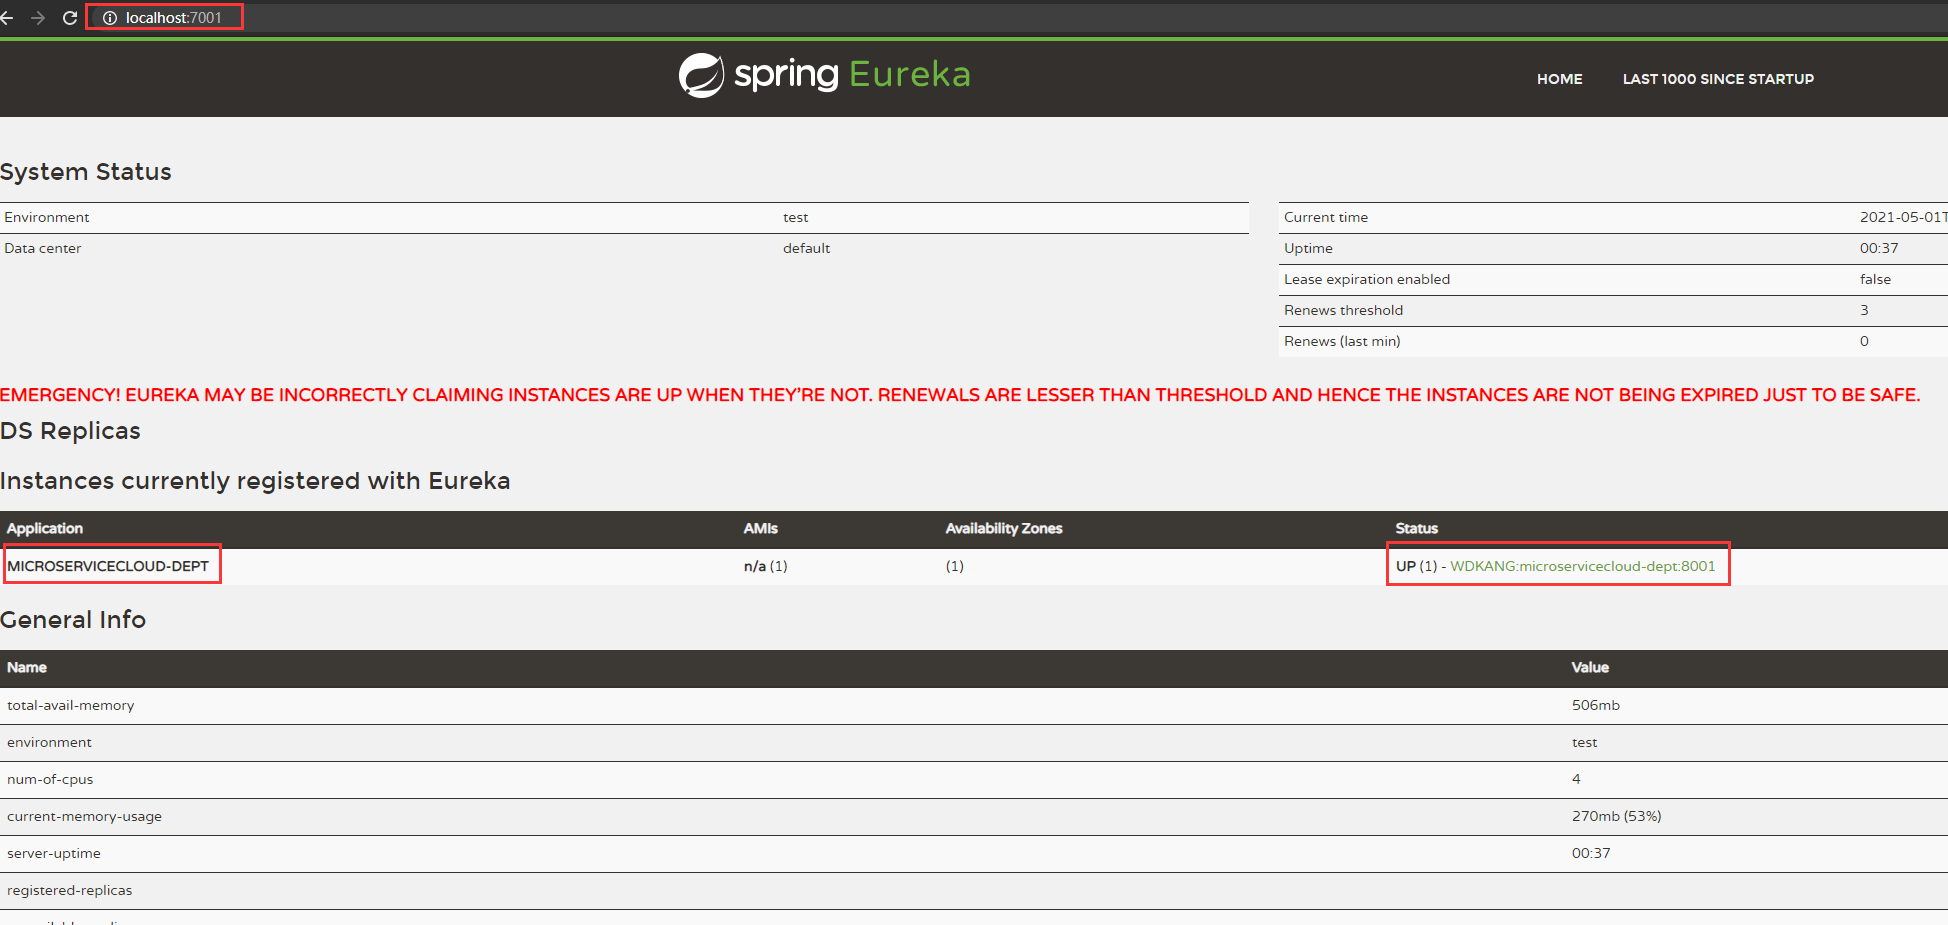 localhost:7001
spring Eureka
HOME LAST 1000 SINCE STARTUP
System Status
Environment test
Data center default
Current time 2021-05-01T
Uptime 00:37
Lease expiration enabled false
Renews threshold 3
Renews (last min) 0
EMERGENCY! EUREKA MAY BE INCORRECTLY CLAIMING INSTANCES ARE UP WHEN THEY'RE NOT. RENEWALS ARE LESSER THAN THRESHOLD AND HENCE THE INSTANCES ARE NOT BEING EXPIRED JUST TO BE SAFE.
DS Replicas
Instances currently registered with Eureka
Application AMIs Availability Zones Status
MICROSERVICECLOUD-DEPT n/a (1) (1) UP (1) - WDKANG:microservicecloud-dept:8001
General Info
Name Value
total-avail-memory 506mb
environment test
num-of-cpus 4
current-memory-usage 270mb (53%)
server-uptime 00:37
registered-replicas